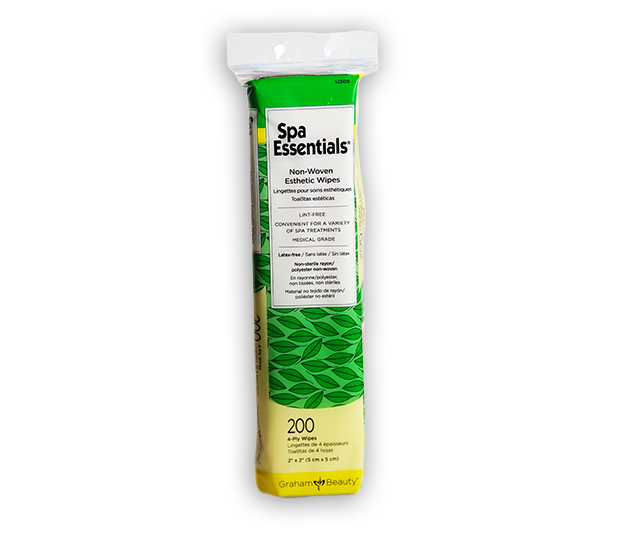 52908
Spa
Essentials®
Non-Woven
Esthetic Wipes
Lingettes pour soins esthétiques
Toallitas estéticas
LINT-FREE
CONVENIENT FOR A VARIETY
OF SPA TREATMENTS
MEDICAL GRADE
Latex-free / Sans latex / Sin látex
Non-sterile rayon/
polyester non-woven
En rayonne/polyester,
non tissées, non stériles
Material no tejido de rayón/
poliéster no estéril
200
200
4-Ply Wipes
Lingettes de 4 épaisseurs
Toallitas de 4 hojas
2" x 2" (5 cm x 5 cm)
Graham Beauty™